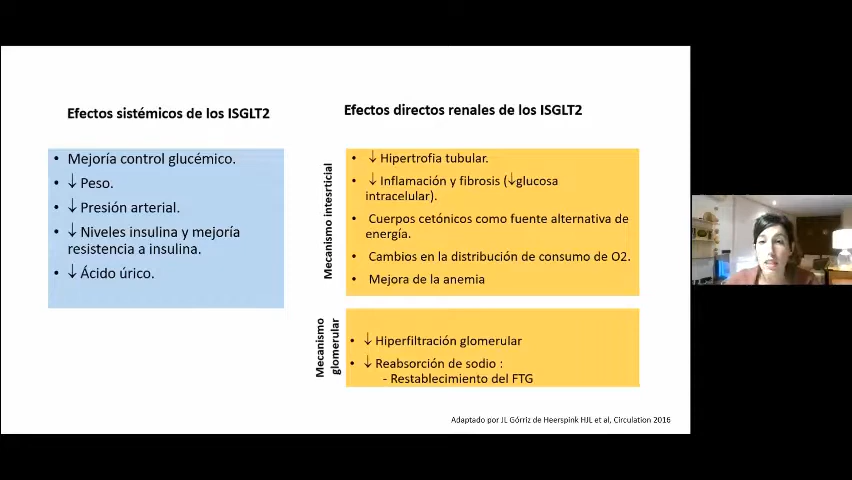 Efectos sistémicos de los ISGLT2
• Mejoría control glucémico.
• ↓ Peso.
• ↓ Presión arterial.
• ↓ Niveles insulina y mejoría
resistencia a insulina.
• ↓ Ácido úrico.
Efectos directos renales de los ISGLT2
Mecanismo intesrticial
• ↓ Hipertrofia tubular.
• ↓ Inflamación y fibrosis (↓glucosa
intracelular).
• Cuerpos cetónicos como fuente alternativa de
energía.
• Cambios en la distribución de consumo de O2.
• Mejora de la anemia
Mecanismo
glomerular
• ↓ Hiperfiltración glomerular
• ↓ Reabsorción de sodio :
- Restablecimiento del FTG
Adaptado por JL Górriz de Heerspink HJL et al, Circulation 2016